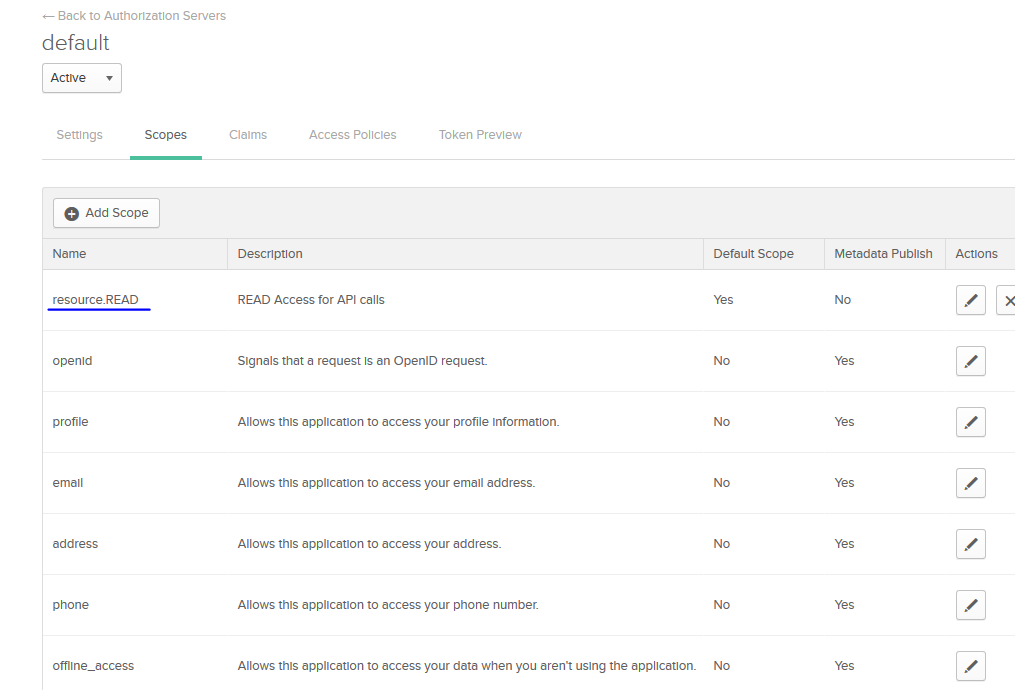 ← Back to Authorization Servers
default
Active
Settings Scopes Claims Access Policies Token Preview
Add Scope
Name Description Default Scope Metadata Publish Actions
resource.READ READ Access for API calls Yes No
openid Signals that a request is an OpenID request. No Yes
profile Allows this application to access your profile information. No Yes
email Allows this application to access your email address. No Yes
address Allows this application to access your address. No Yes
phone Allows this application to access your phone number. No Yes
offline_access Allows this application to access your data when you aren't using the application. No Yes